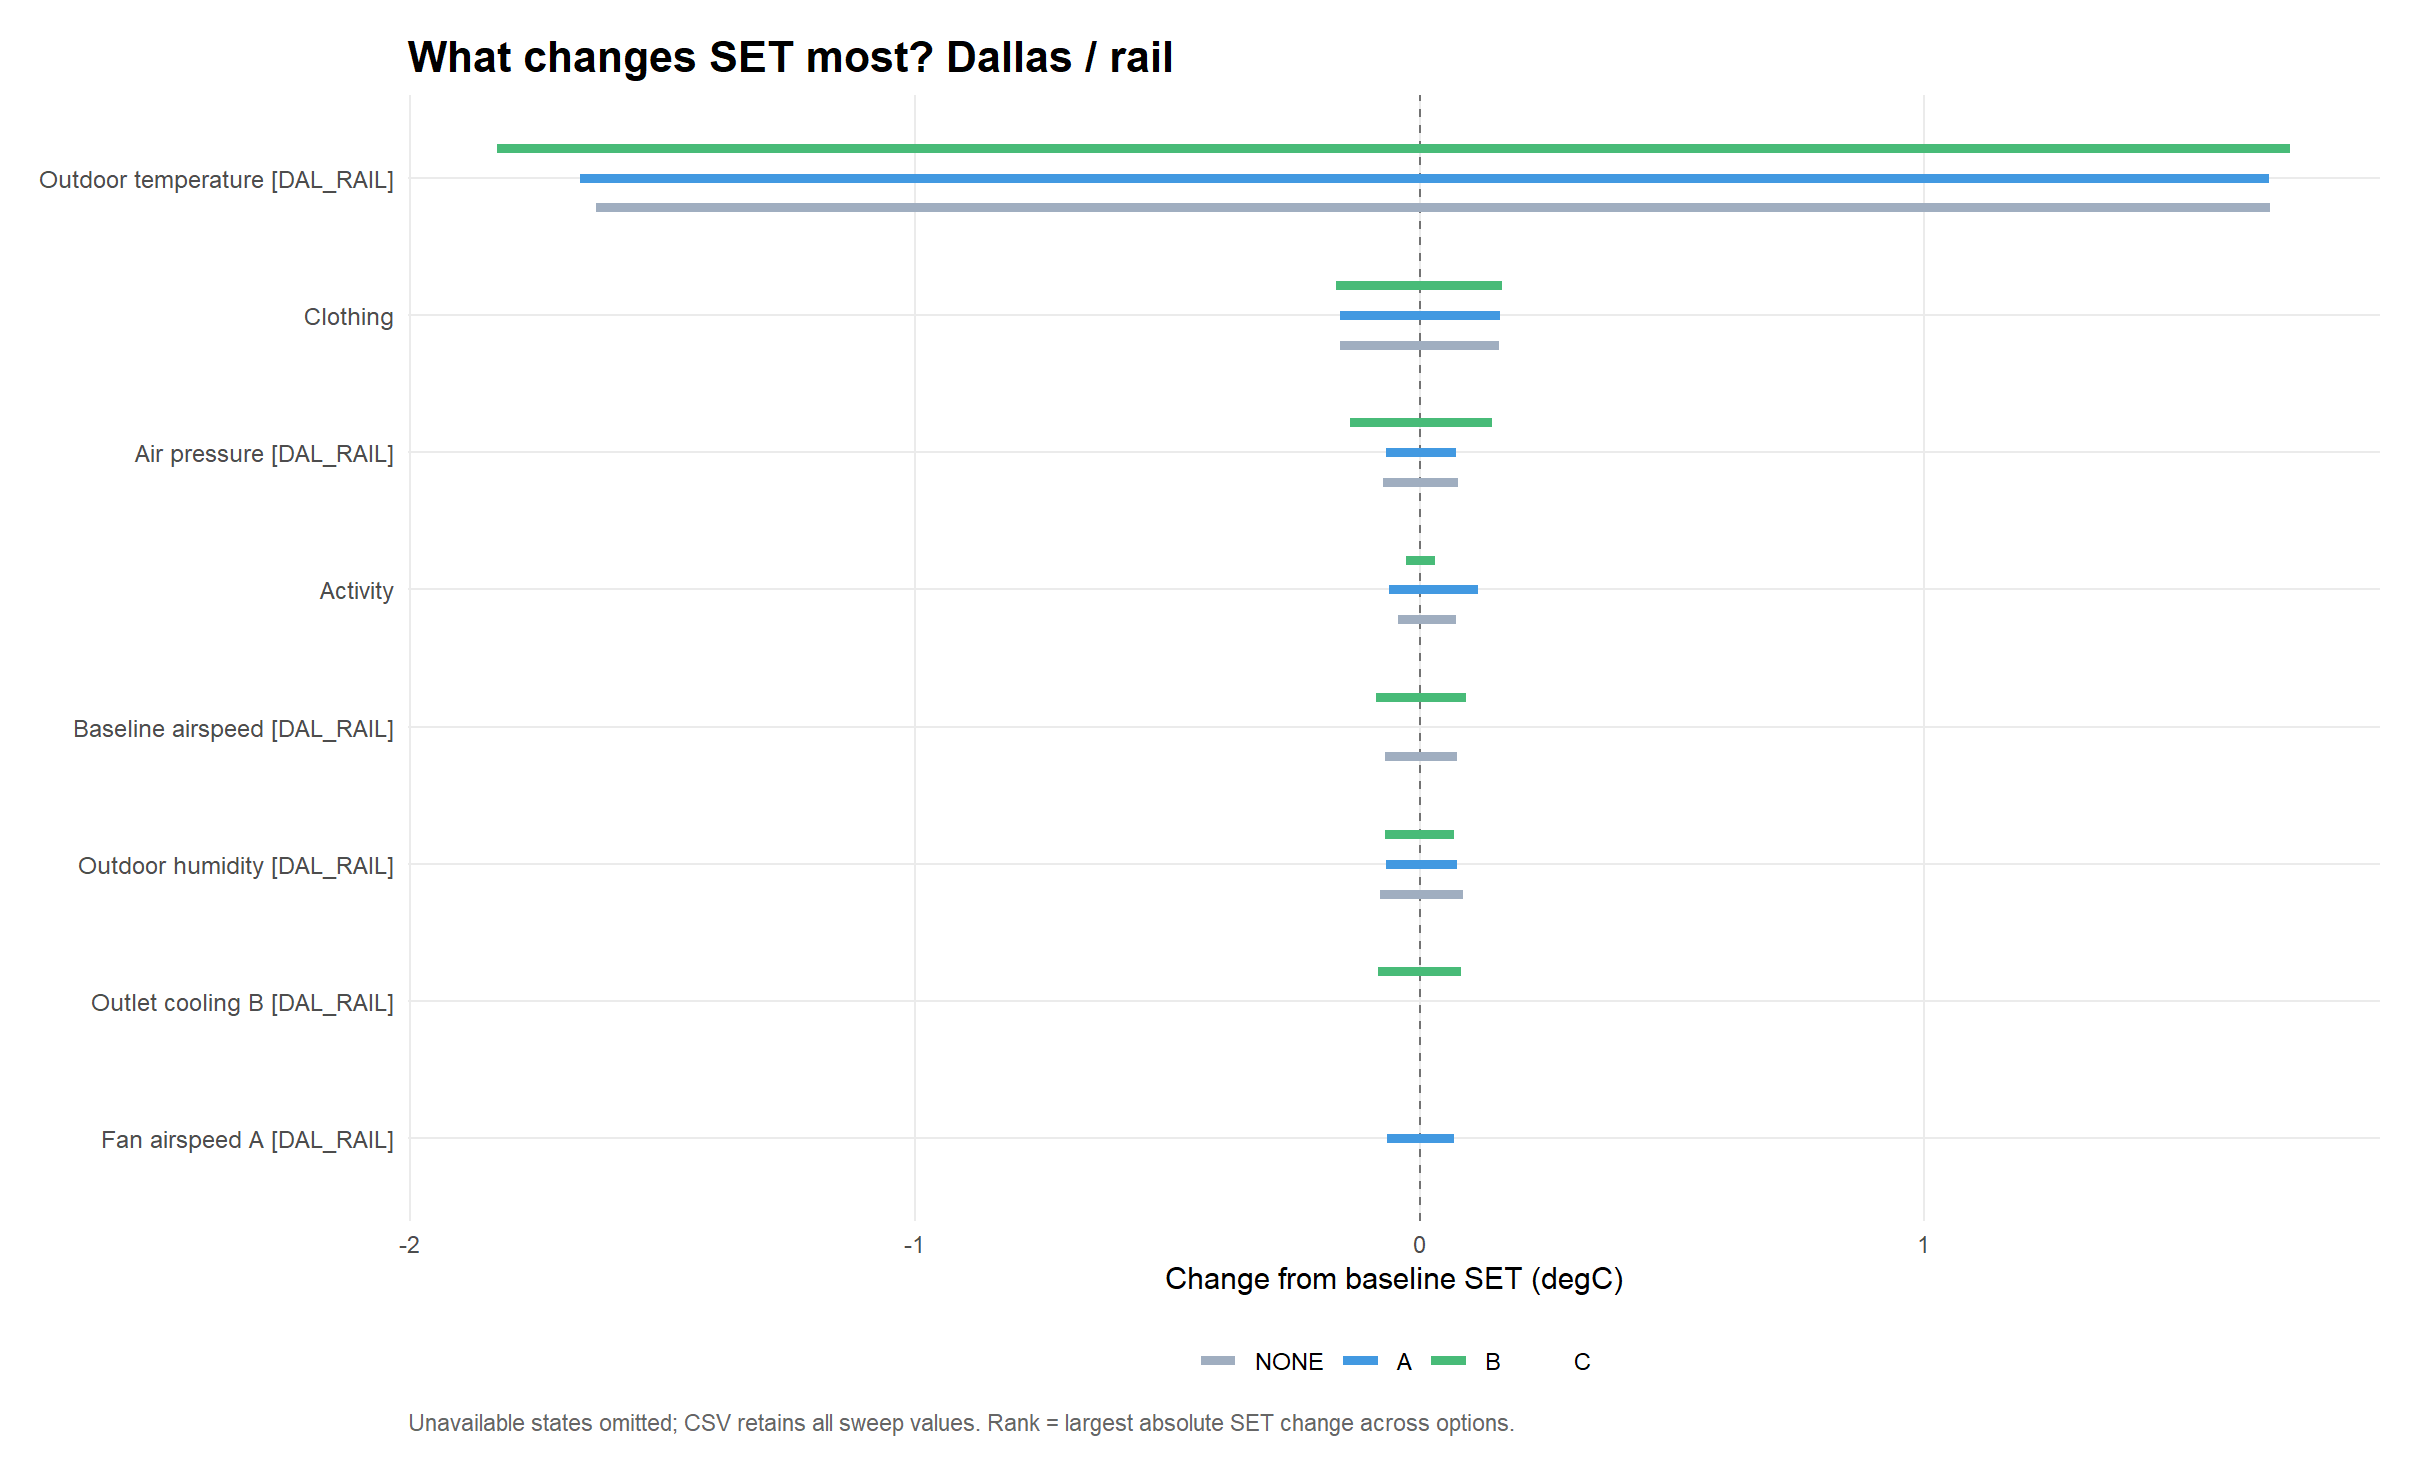 What changes SET most? Dallas / rail
Outdoor temperature [DAL_RAIL]
Clothing
Air pressure [DAL_RAIL]
Activity
Baseline airspeed [DAL_RAIL]
Outdoor humidity [DAL_RAIL]
Outlet cooling B [DAL_RAIL]
Fan airspeed A [DAL_RAIL]
-2 -1 0 1
Change from baseline SET (degC)
NONE A B C
Unavailable states omitted; CSV retains all sweep values. Rank = largest absolute SET change across options.